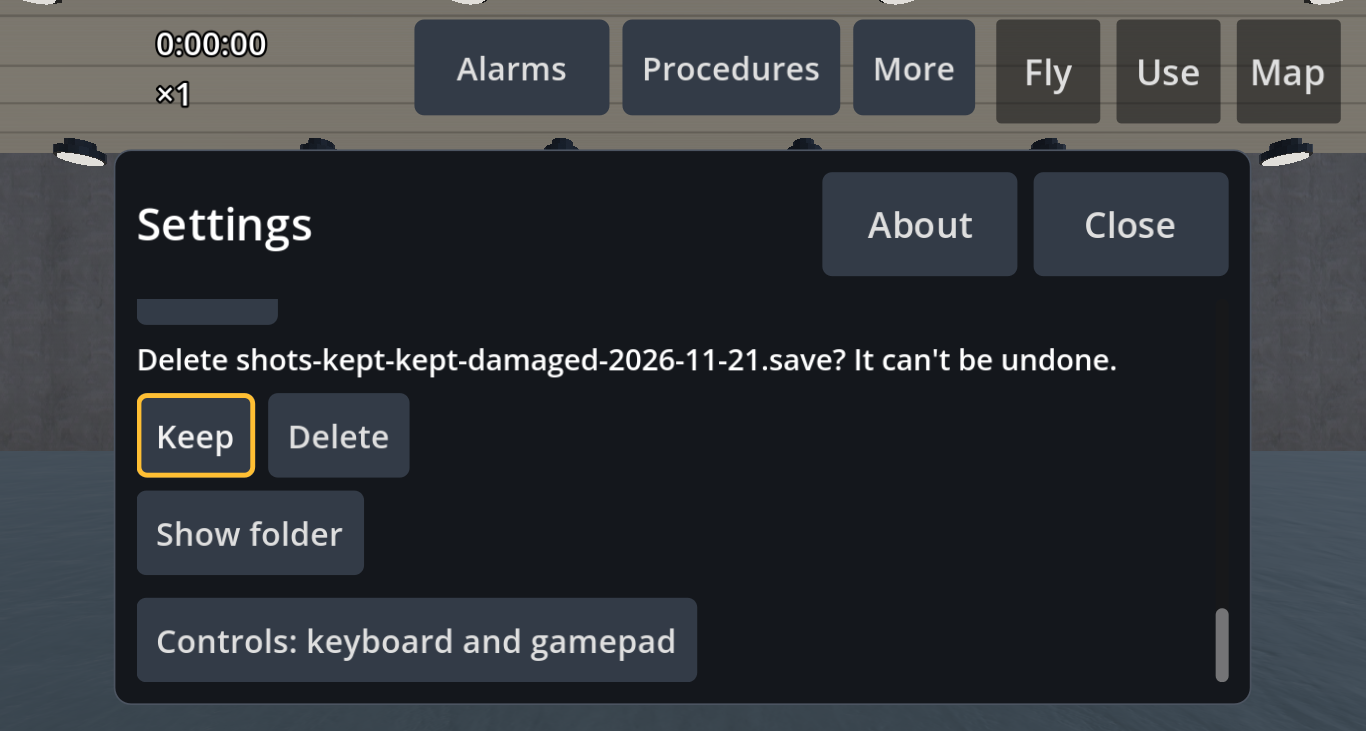 0:00:00
×1
Alarms
Procedures
More
Fly
Use
Map
Settings
About
Close
Delete shots-kept-kept-damaged-2026-11-21.save? It can't be undone.
Keep
Delete
Show folder
Controls: keyboard and gamepad